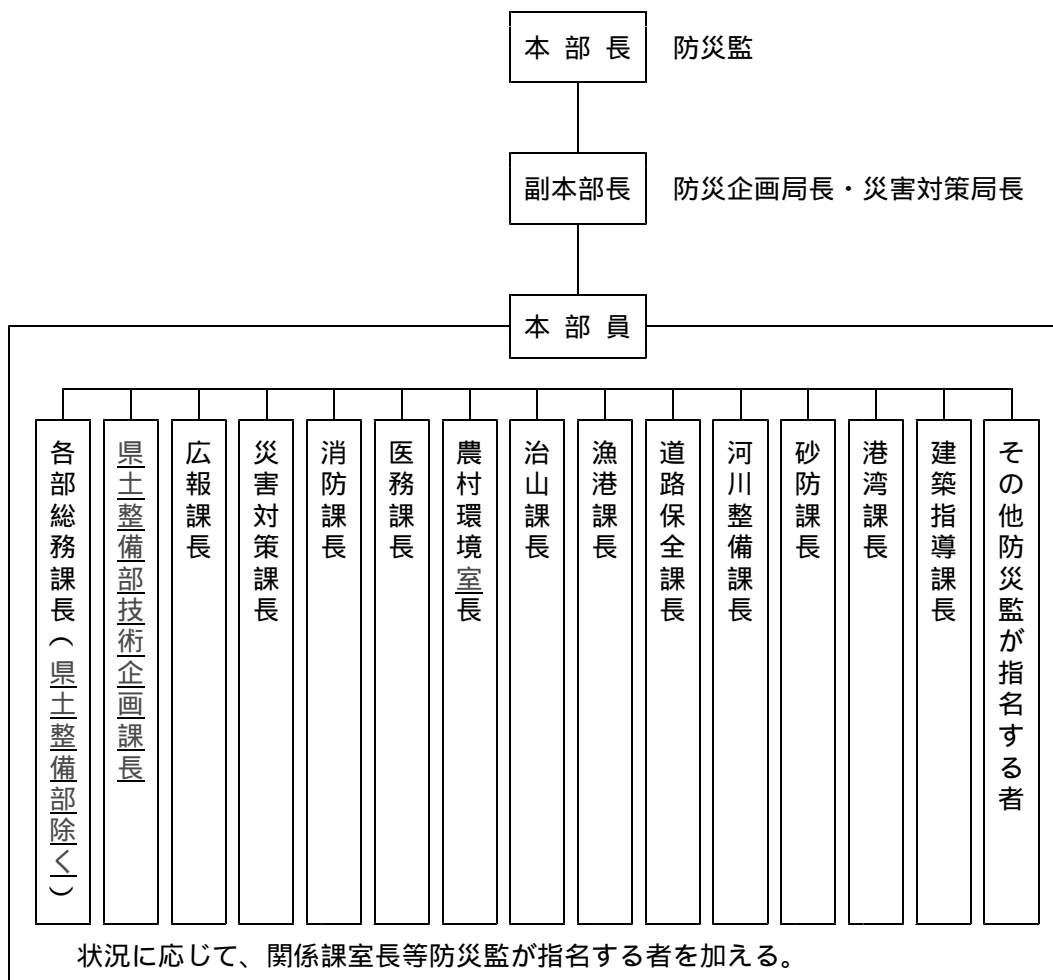 本部長 防災監
副本部長 防災企画局長・災害対策局長
本部員
各部総務課長(県土整備部除く)
県土整備部技術企画課長
広報課長
災害対策課長
消防課長
医務課長
農村環境室長
治山課長
漁港課長
道路保全課長
河川整備課長
砂防課長
港湾課長
建築指導課長
その他防災監が指名する者
状況に応じて、関係課室長等防災監が指名する者を加える。